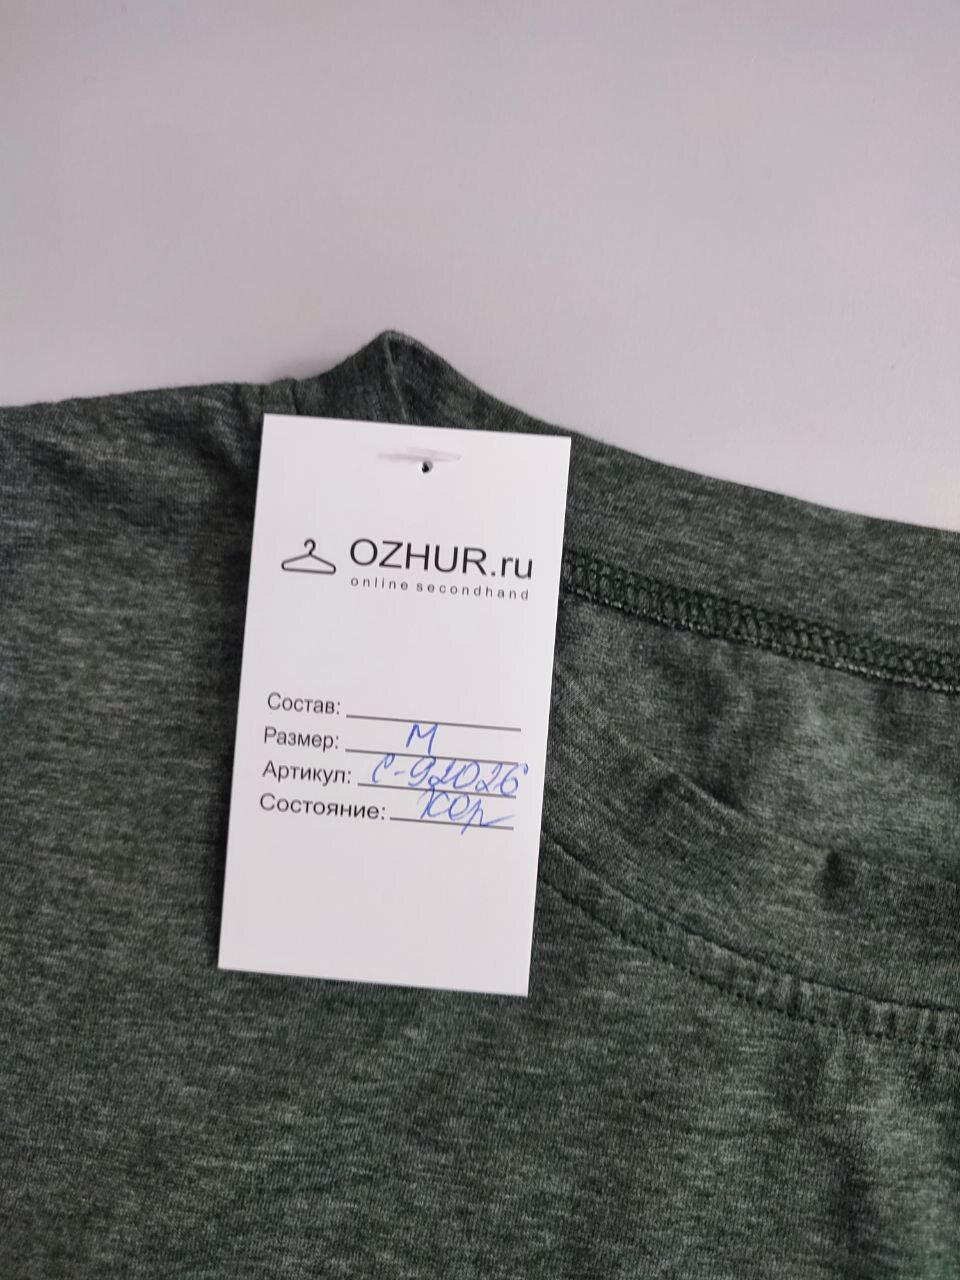 OZHUR.ru
online secondhand
Состав:
Размер: М
Артикул: С-92026
Состояние: хор